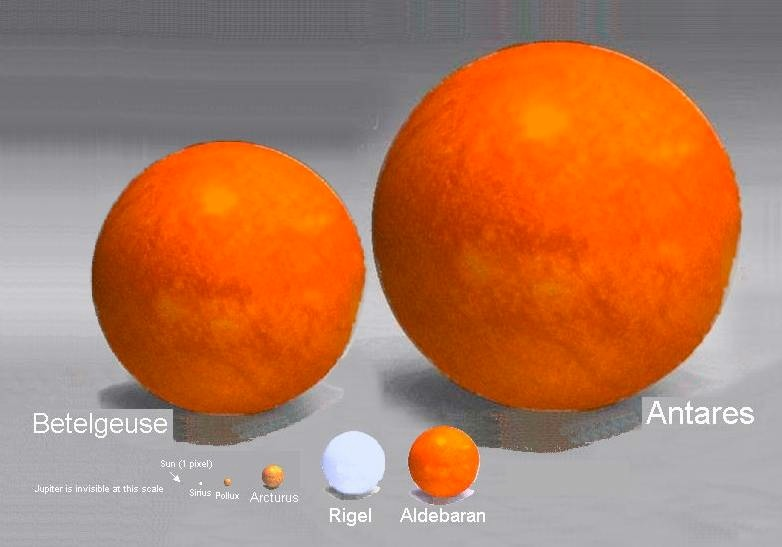 Betelgeuse
Antares
Sun (1 pixel)
Jupiter is invisible at this scale
Sirius
Pollux
Arcturus
Rigel
Aldebaran